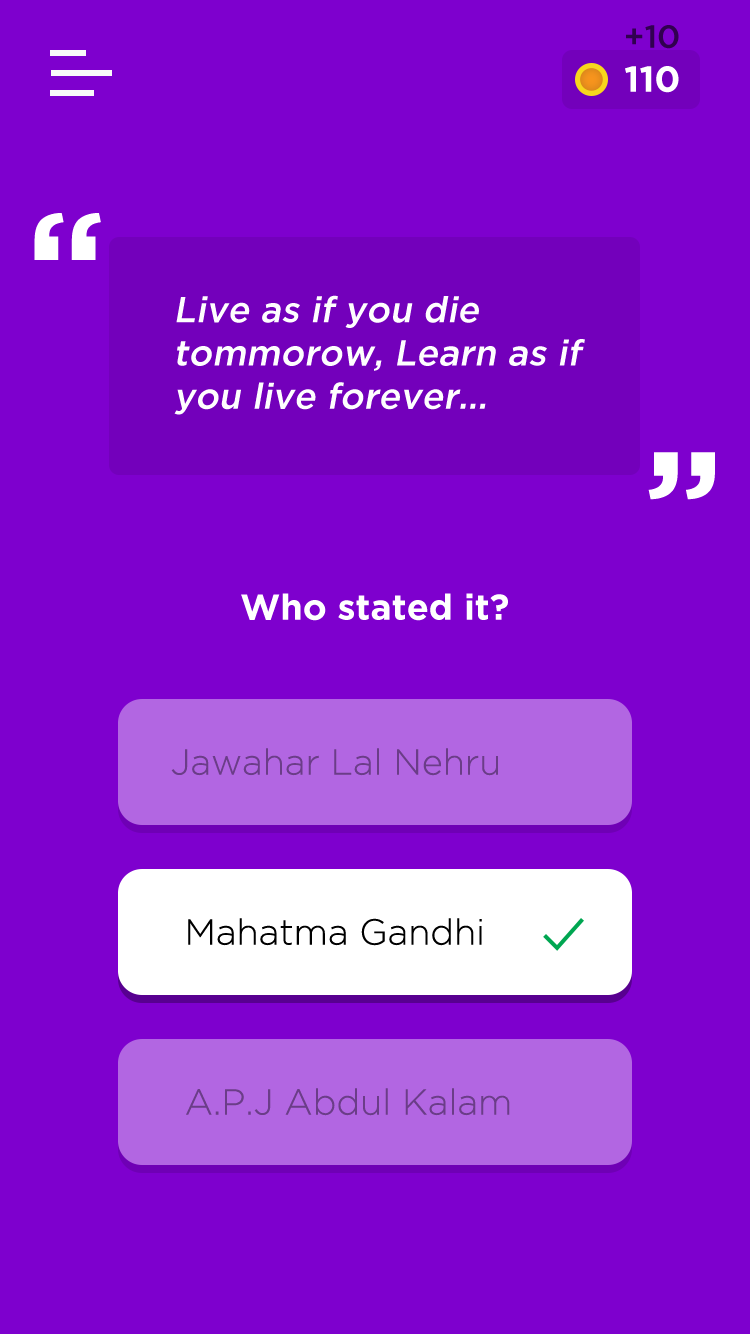 +10
110
“
Live as if you die
tommorow, Learn as if
you live forever...
”
Who stated it?
Jawahar Lal Nehru
Mahatma Gandhi
A.P.J Abdul Kalam